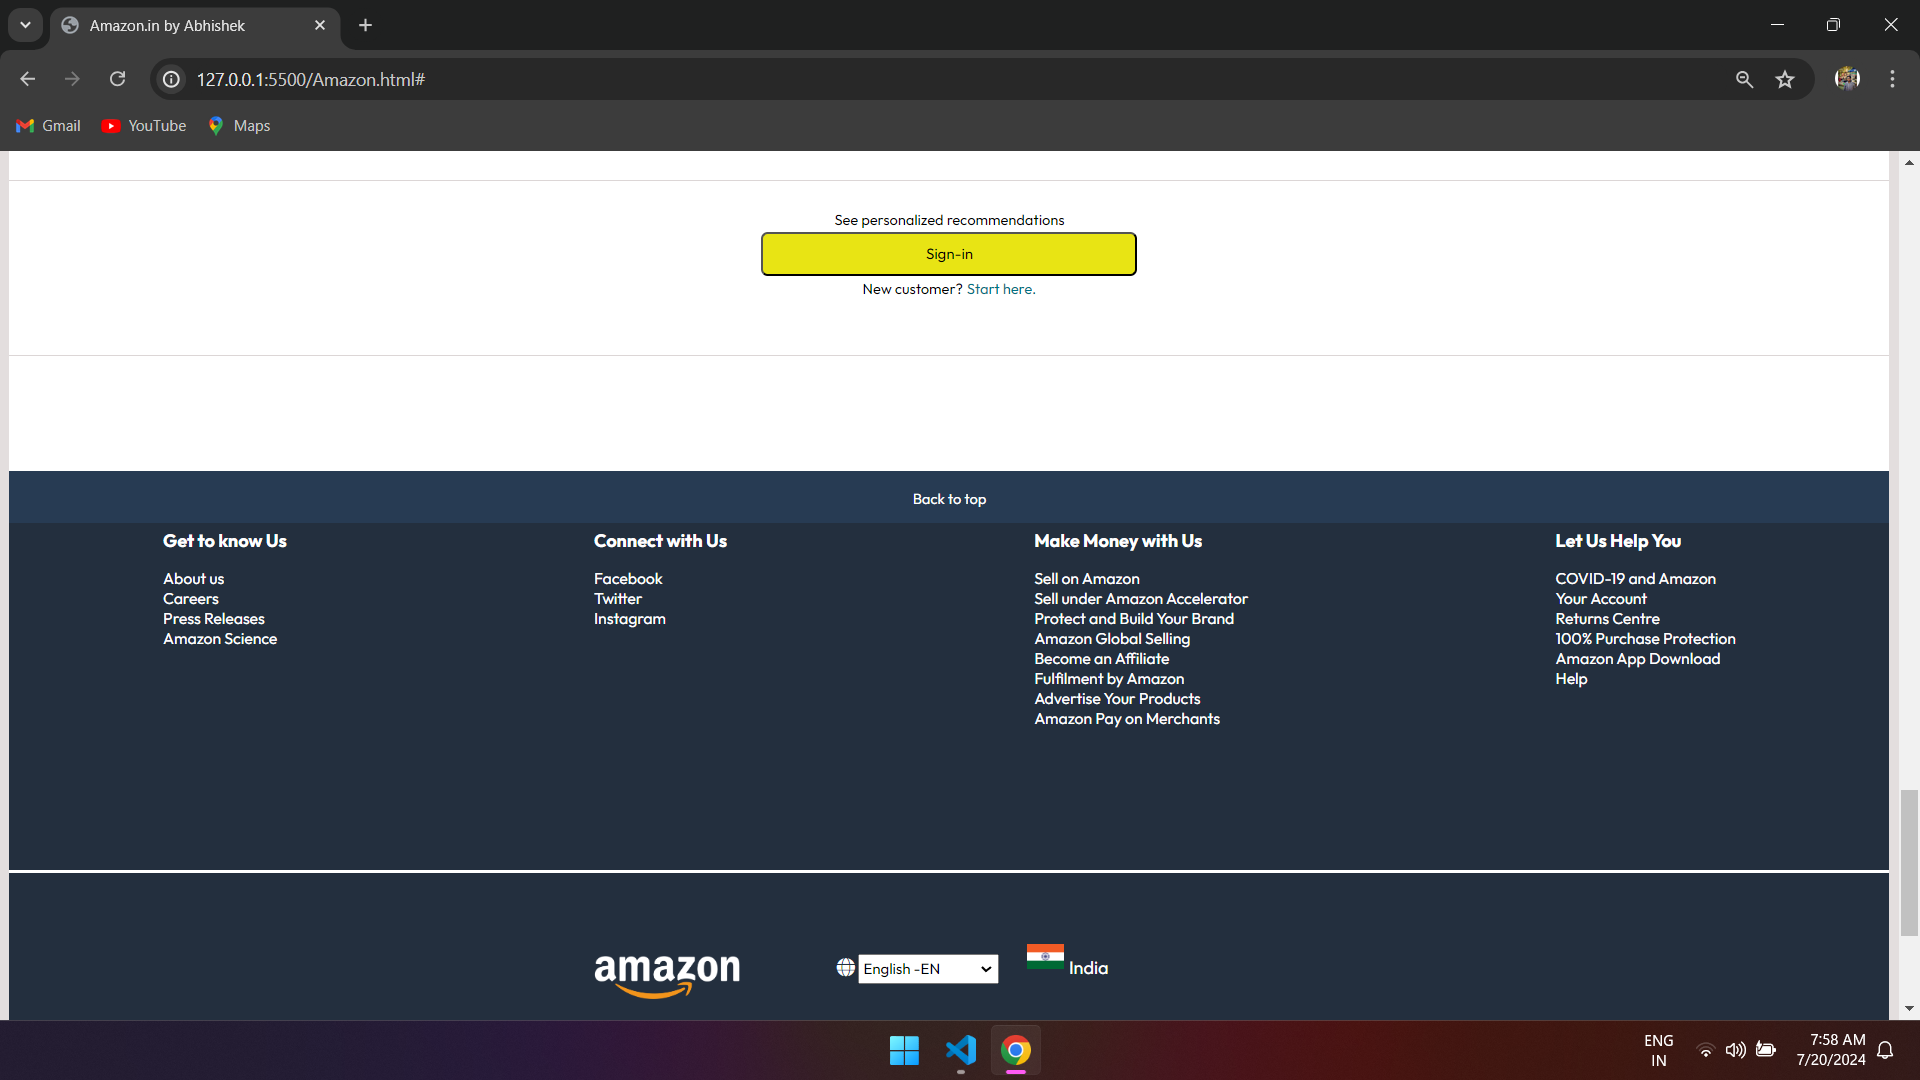 Amazon.in by Abhishek
127.0.0.1:5500/Amazon.html#
Gmail YouTube Maps
See personalized recommendations
Sign-in
New customer? Start here.
Back to top
Get to know Us
About us
Careers
Press Releases
Amazon Science
Connect with Us
Facebook
Twitter
Instagram
Make Money with Us
Sell on Amazon
Sell under Amazon Accelerator
Protect and Build Your Brand
Amazon Global Selling
Become an Affiliate
Fulfilment by Amazon
Advertise Your Products
Amazon Pay on Merchants
Let Us Help You
COVID-19 and Amazon
Your Account
Returns Centre
100% Purchase Protection
Amazon App Download
Help
amazon English -EN India
ENG
IN
7:58 AM
7/20/2024